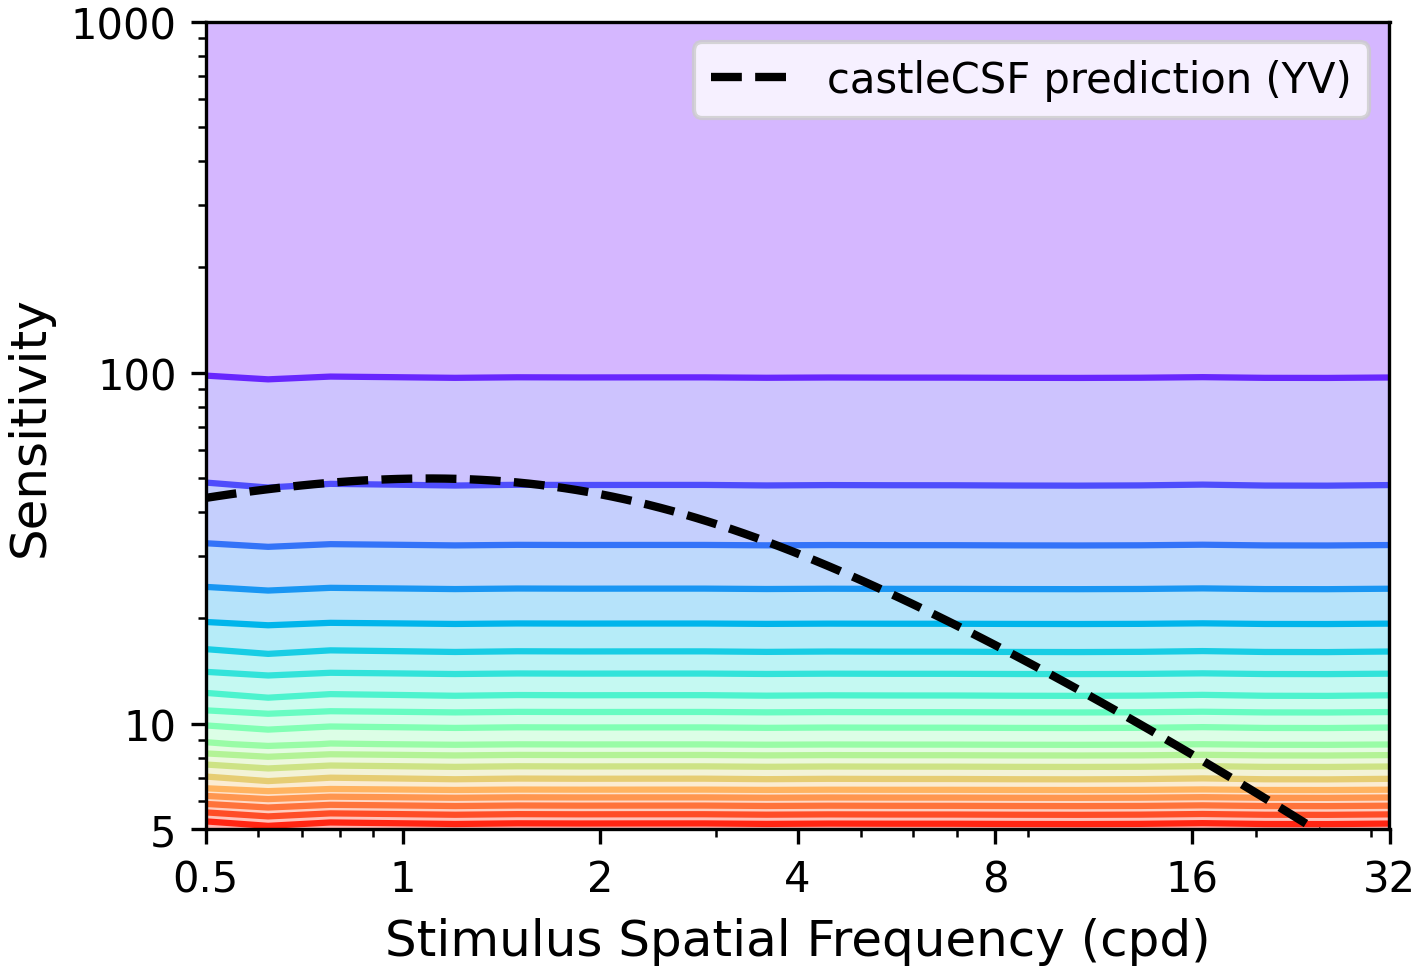 1000
castleCSF prediction (YV)
Sensitivity
100
10
5
0.5 1 2 4 8 16 32
Stimulus Spatial Frequency (cpd)